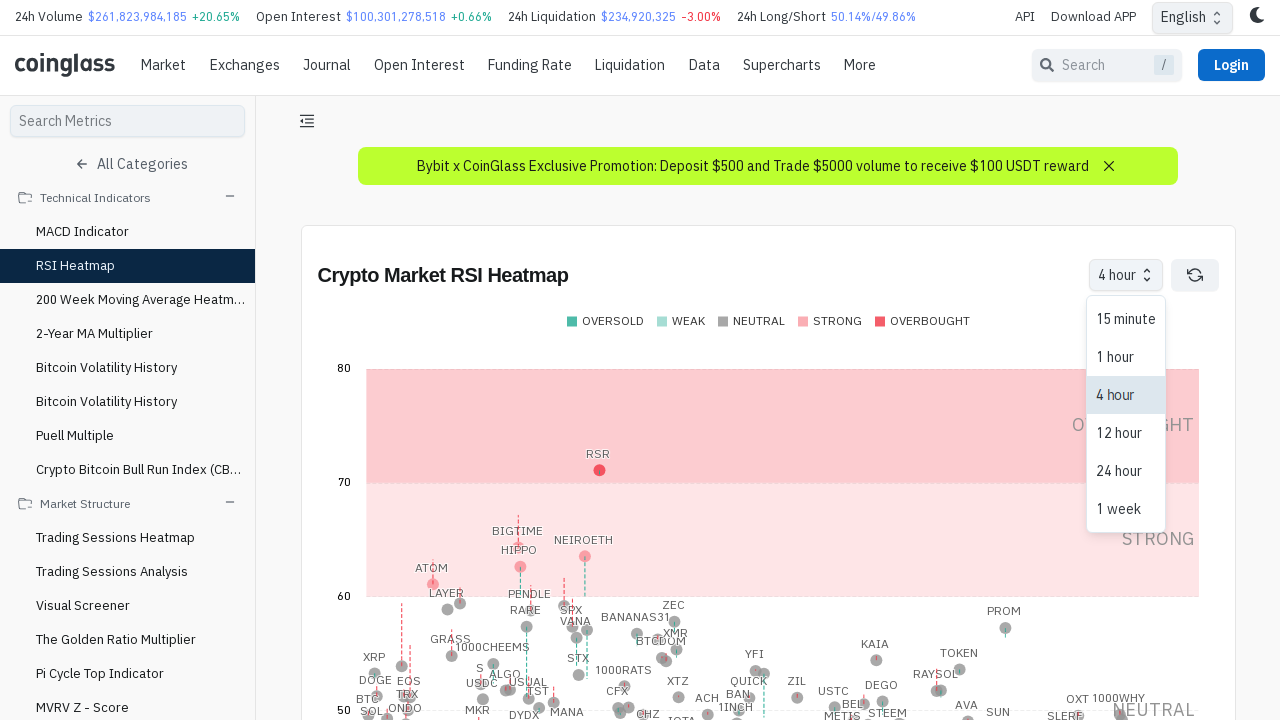 24h Volume $261,823,984,185 +20.65% Open Interest $100,301,278,518 +0.66% 24h Liquidation $234,920,325 -3.00% 24h Long/Short 50.14%/49.86% API Download APP English
coinglass Market Exchanges Journal Open Interest Funding Rate Liquidation Data Supercharts More Search / Login
Search Metrics
All Categories
Technical Indicators
MACD Indicator
RSI Heatmap
200 Week Moving Average Heatm...
2-Year MA Multiplier
Bitcoin Volatility History
Bitcoin Volatility History
Puell Multiple
Crypto Bitcoin Bull Run Index (CB...
Market Structure
Trading Sessions Heatmap
Trading Sessions Analysis
Visual Screener
The Golden Ratio Multiplier
Pi Cycle Top Indicator
MVRV Z - Score
Bybit x CoinGlass Exclusive Promotion: Deposit $500 and Trade $5000 volume to receive $100 USDT reward
Crypto Market RSI Heatmap
4 hour
15 minute
1 hour
4 hour
12 hour
24 hour
1 week
OVERSOLD WEAK NEUTRAL STRONG OVERBOUGHT
80
RSR
70
STRONG
BIGTIME
NEIROETH
HIPPO
ATOM
LAYER PENDLE
60
RARE SPX ZEC
VANA BANANAS31 PROM
GRASS BTCDOM XMR
1000CHEEMS KAIA
XRP STX YFI TOKEN
S ALGO 1000RATS RAYSOL
DOGE EOS USDC USUAL XTZ QUICK ZIL DEGO
BTC TRX TST CFX ACH BAN USTC OXT 1000WHY
SOL ONDO MKR DYDX MANA CHZ 1INCH BEL AVA SUN
IOTA METIS STEEM SLERF
50
NEUTRAL